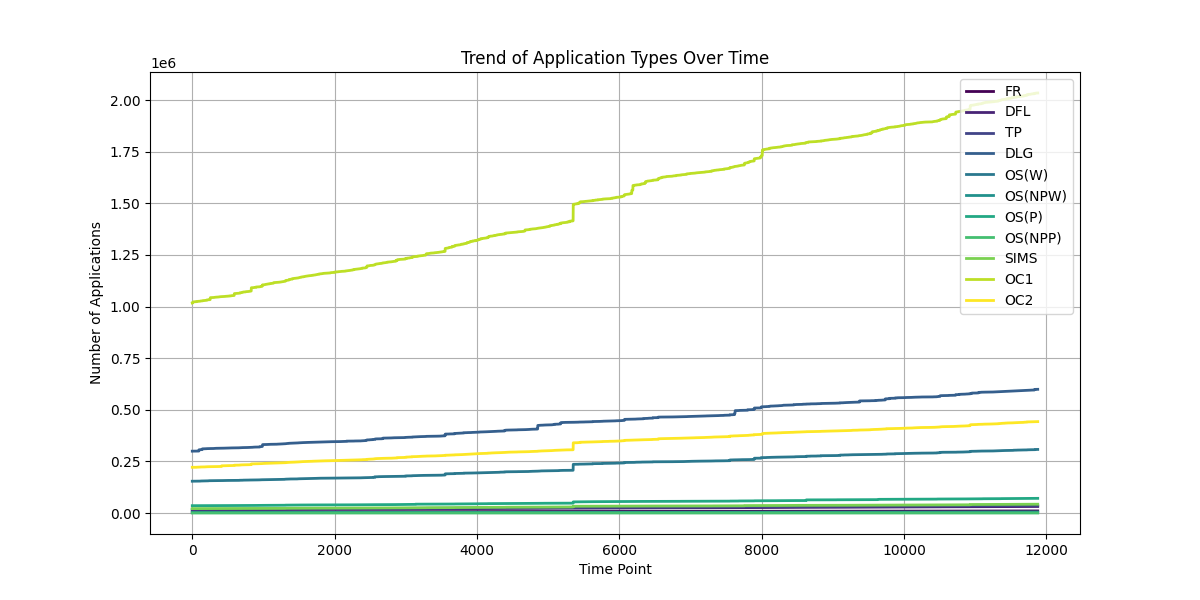 Trend of Application Types Over Time
1e6
2.00
1.75
1.50
1.25
1.00
0.75
0.50
0.25
0.00
Number of Applications
0 2000 4000 6000 8000 10000 12000
Time Point
FR
DFL
TP
DLG
OS(W)
OS(NPW)
OS(P)
OS(NPP)
SIMS
OC1
OC2